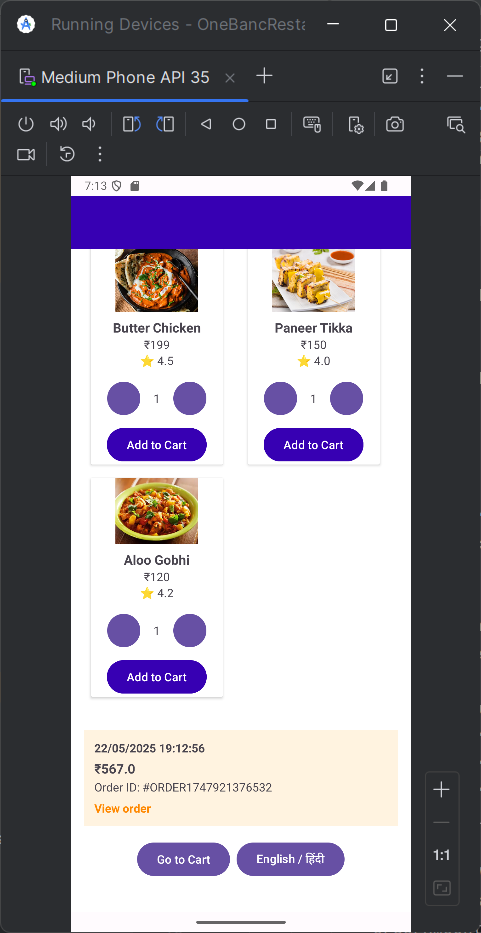 Running Devices - OneBancResta
Medium Phone API 35
7:13
Butter Chicken
₹199
⭐ 4.5
1
Add to Cart
Paneer Tikka
₹150
⭐ 4.0
1
Add to Cart
Aloo Gobhi
₹120
⭐ 4.2
1
Add to Cart
22/05/2025 19:12:56
₹567.0
Order ID: #ORDER1747921376532
View order
Go to Cart
English / हिंदी
1:1